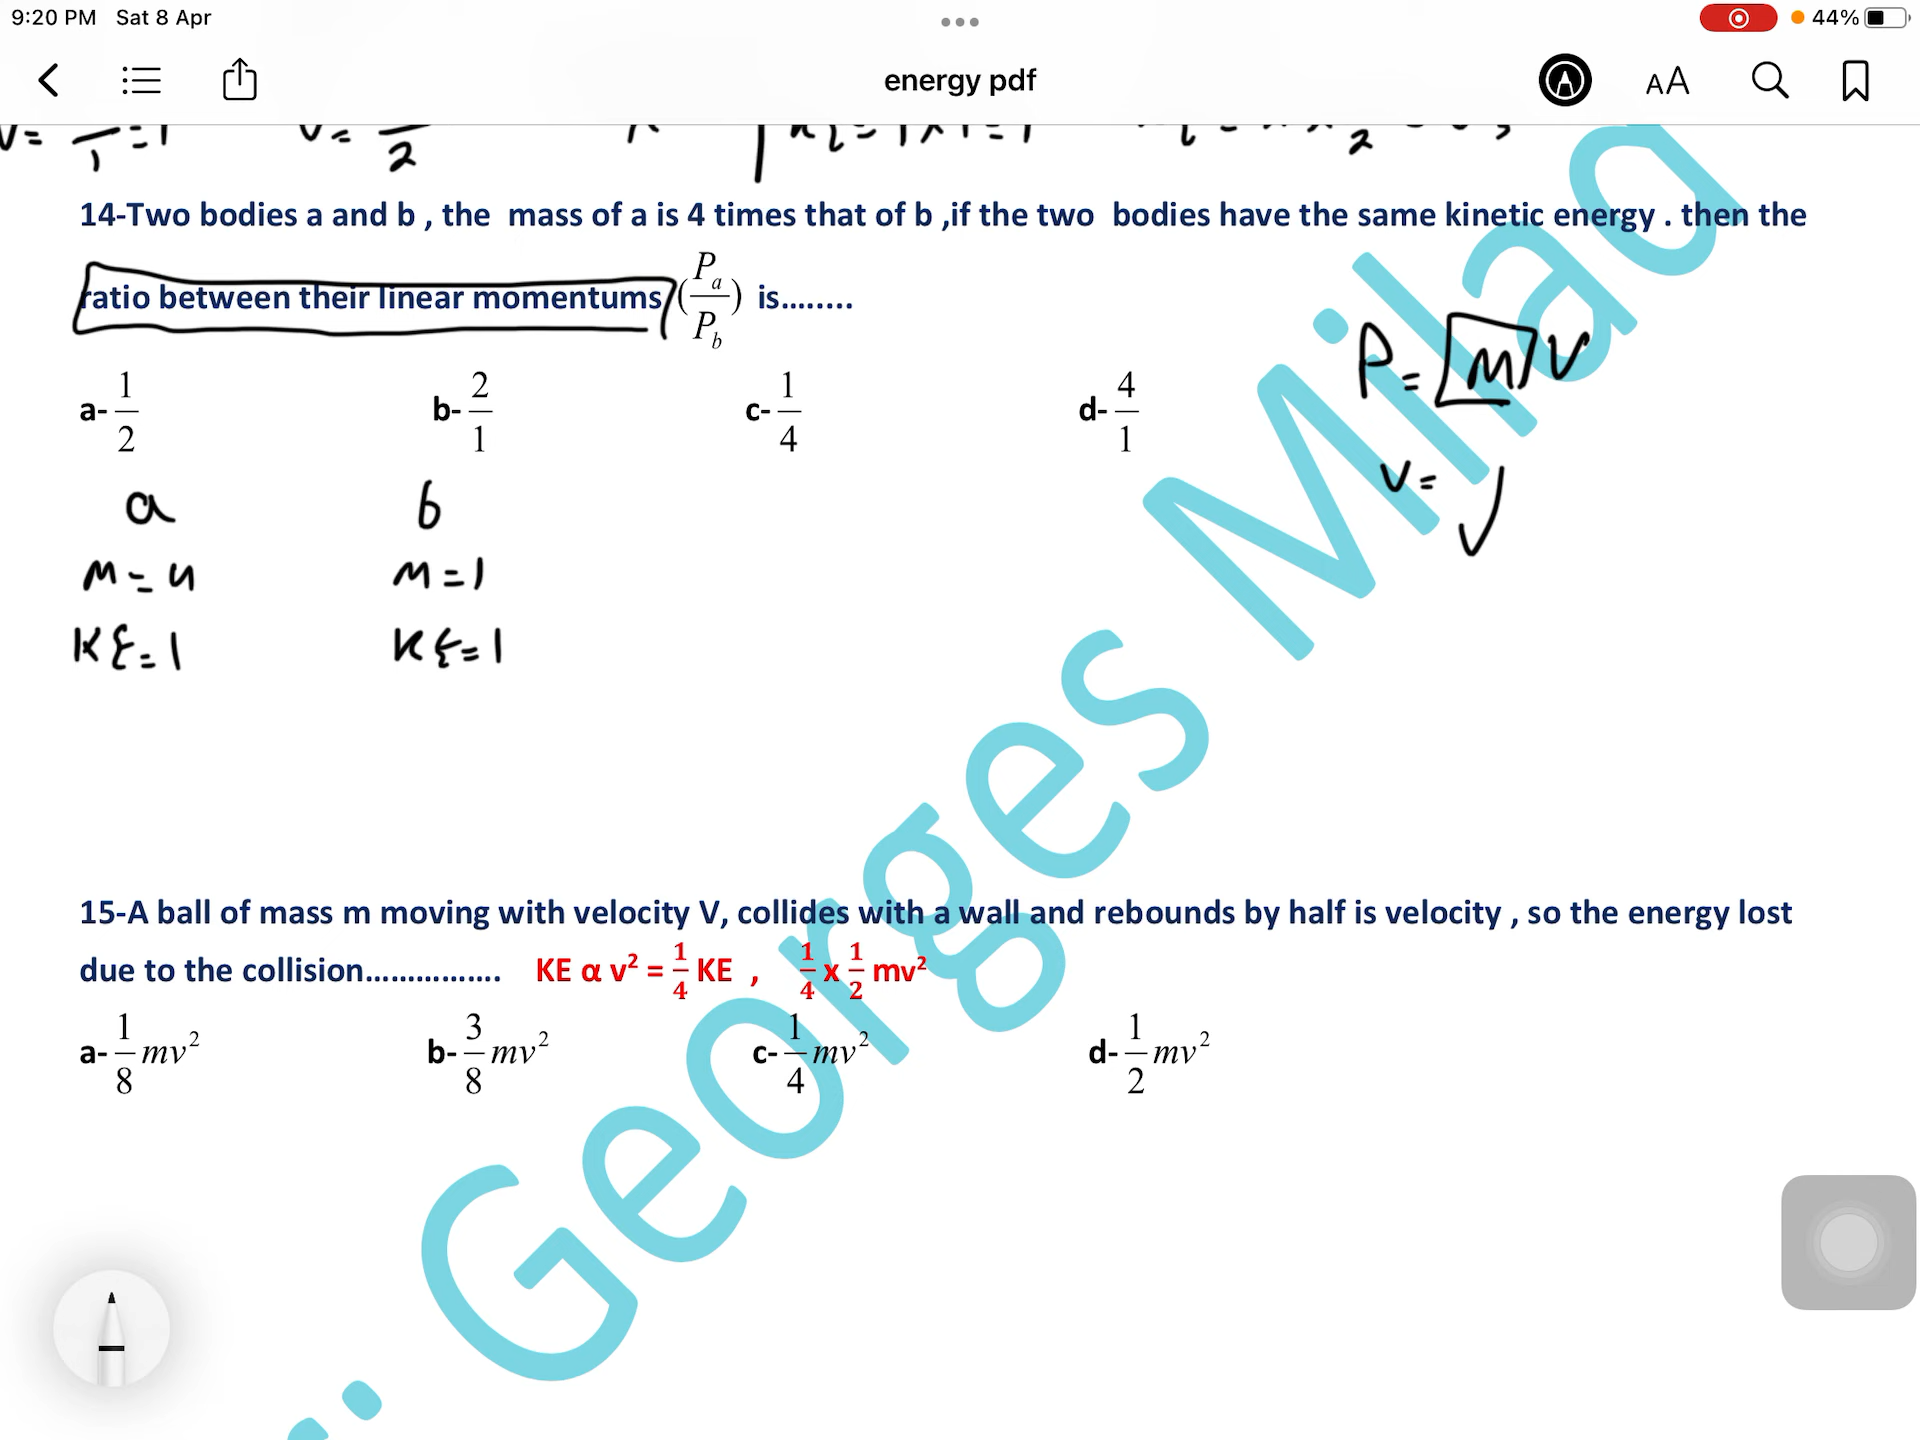 9:20 PM Sat 8 Apr
44%
energy pdf
AA
14-Two bodies a and b , the mass of a is 4 times that of b ,if the two bodies have the same kinetic energy . then the
ratio between their linear momentums (Pa/Pb) is........
a- 1/2 b- 2/1 c- 1/4 d- 4/1
P = m v
v = √
a b
m = 4 m = 1
KE = 1 KE = 1
15-A ball of mass m moving with velocity V, collides with a wall and rebounds by half is velocity , so the energy lost
due to the collision................. KE α v² = 1/4 KE , 1/4 x 1/2 mv²
a- 1/8 mv² b- 3/8 mv² c- 1/4 mv² d- 1/2 mv²
Georges Milad